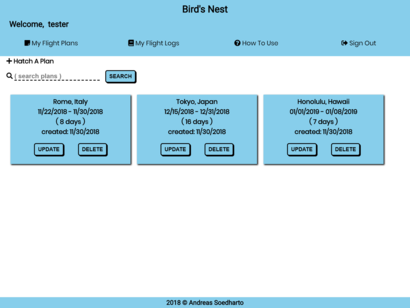 Bird's Nest
Welcome, tester
My Flight Plans
My Flight Logs
How To Use
Sign Out
Hatch A Plan
( search plans )
SEARCH
Rome, Italy
11/22/2018 - 11/30/2018
( 8 days )
created: 11/30/2018
UPDATE DELETE
Tokyo, Japan
12/15/2018 - 12/31/2018
( 16 days )
created: 11/30/2018
UPDATE DELETE
Honolulu, Hawaii
01/01/2019 - 01/08/2019
( 7 days )
created: 11/30/2018
UPDATE DELETE
2018 © Andreas Soedharto